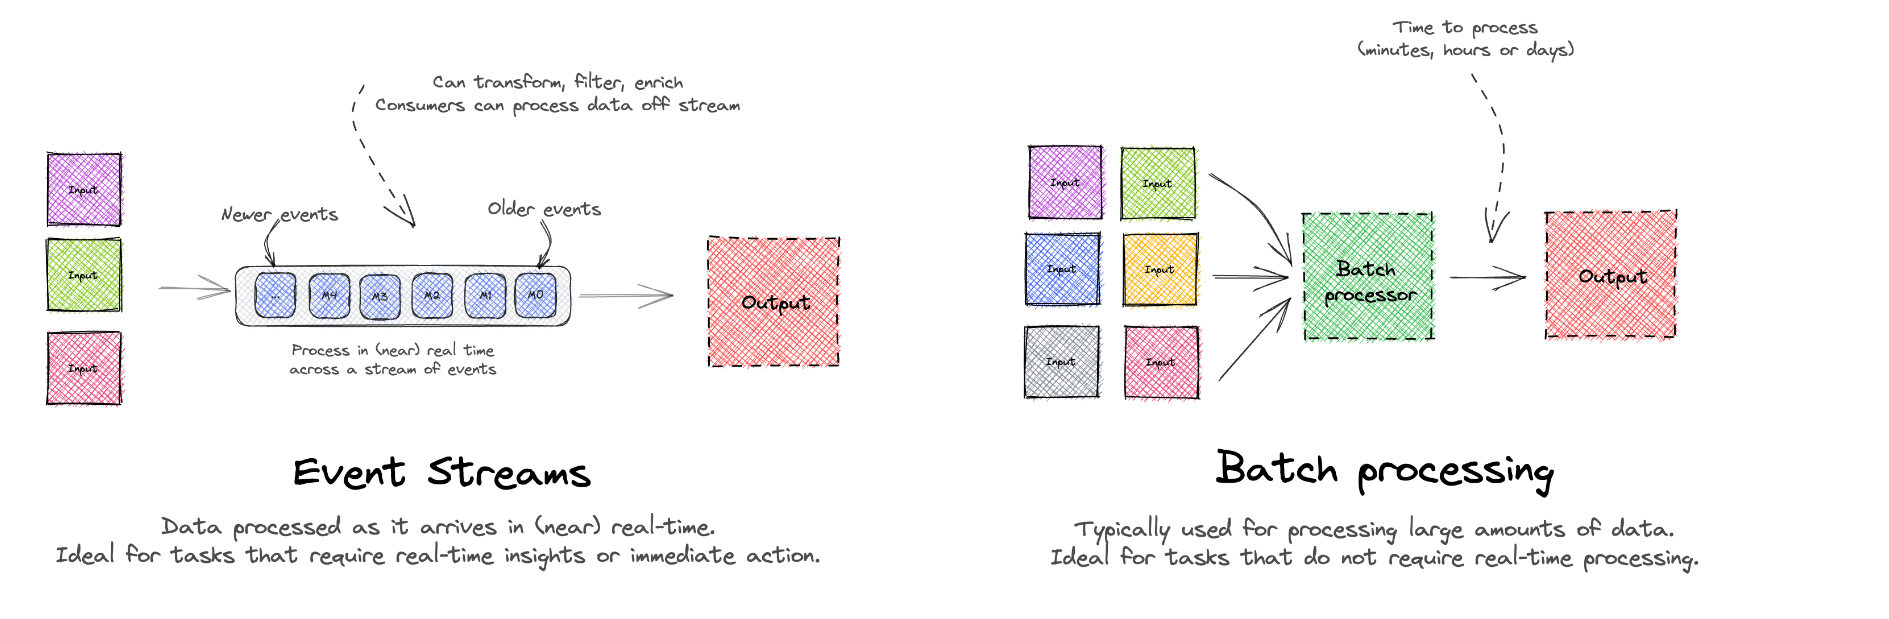 Can transform, filter, enrich
Consumers can process data off stream
Newer events
Older events
Input
Input
Input
...
M4
M3
M2
M1
M0
Output
Process in (near) real time
across a stream of events
Event Streams
Data processed as it arrives in (near) real-time.
Ideal for tasks that require real-time insights or immediate action.
Time to process
(minutes, hours or days)
Input
Input
Input
Input
Input
Input
Batch
processor
Output
Batch processing
Typically used for processing large amounts of data.
Ideal for tasks that do not require real-time processing.